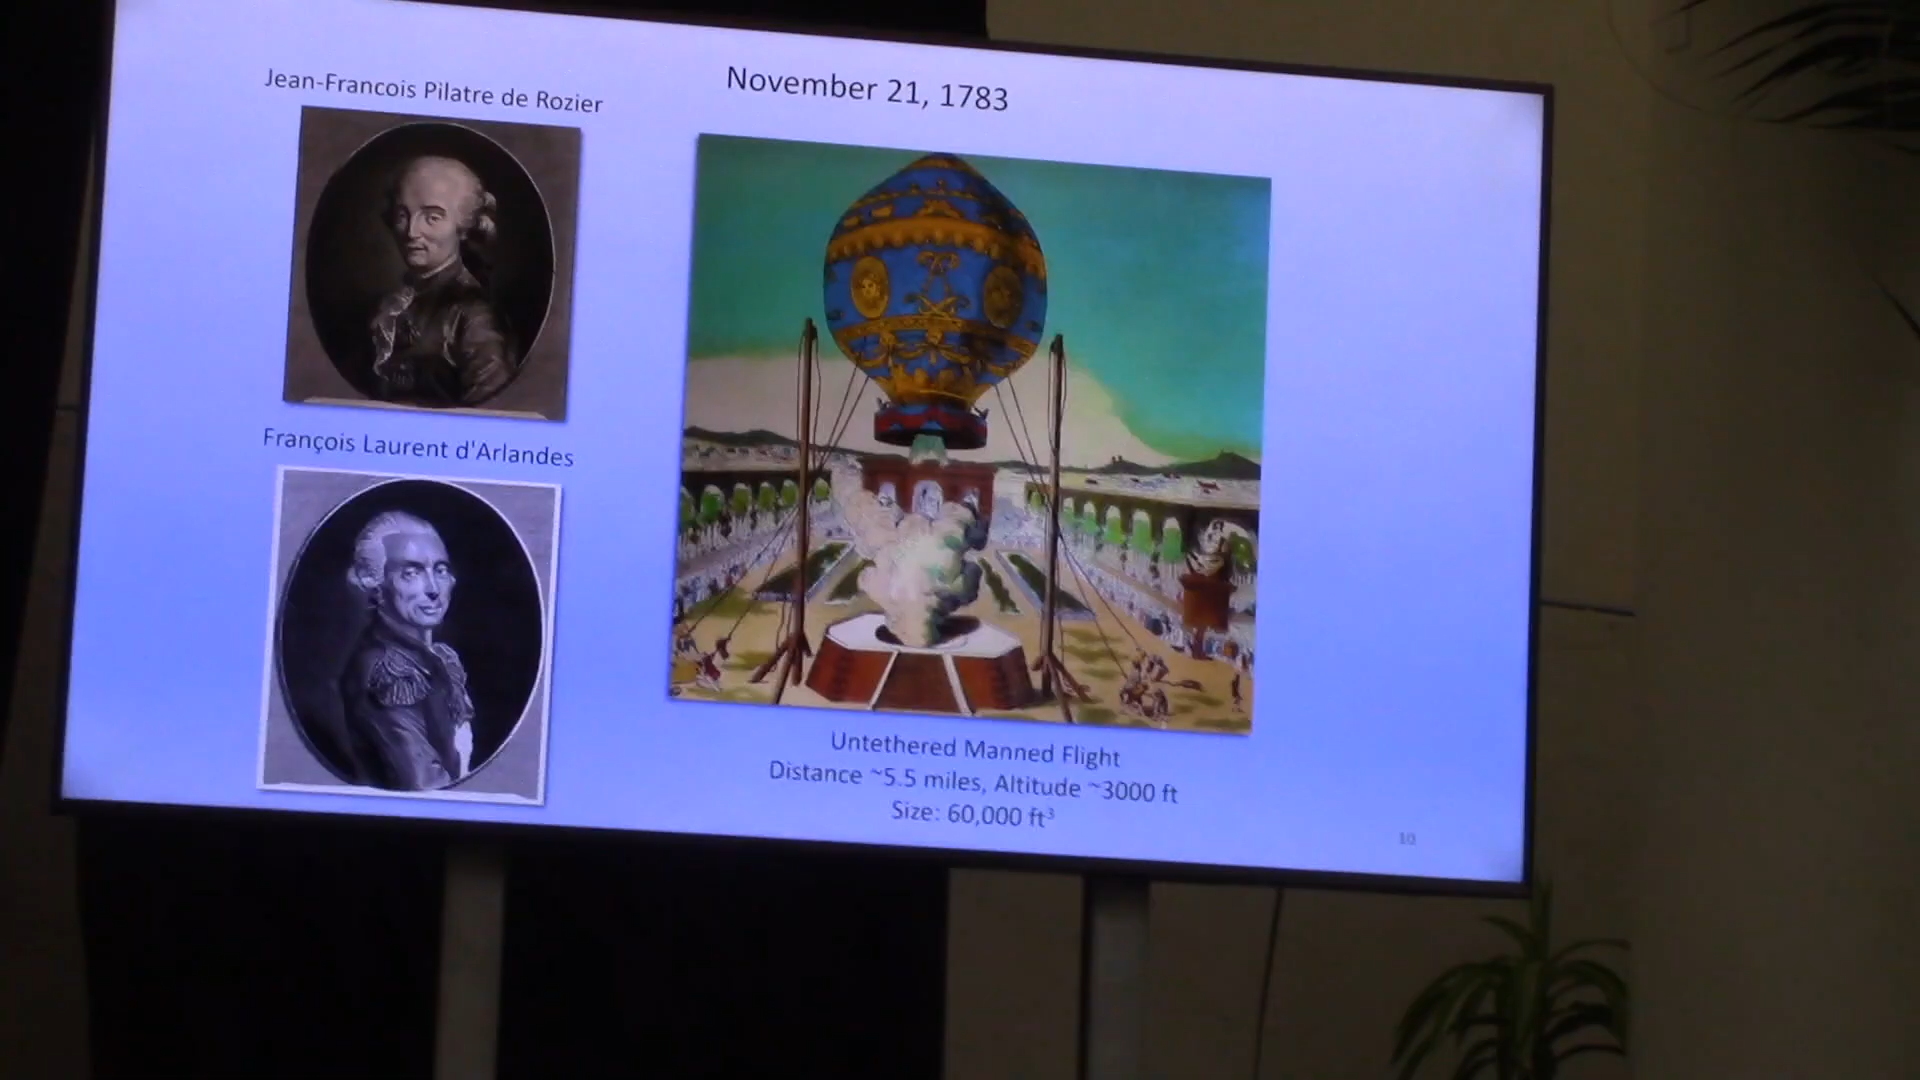 Jean-Francois Pilatre de Rozier
November 21, 1783
François Laurent d'Arlandes
Untethered Manned Flight
Distance ~5.5 miles, Altitude ~3000 ft
Size: 60,000 ft³
10